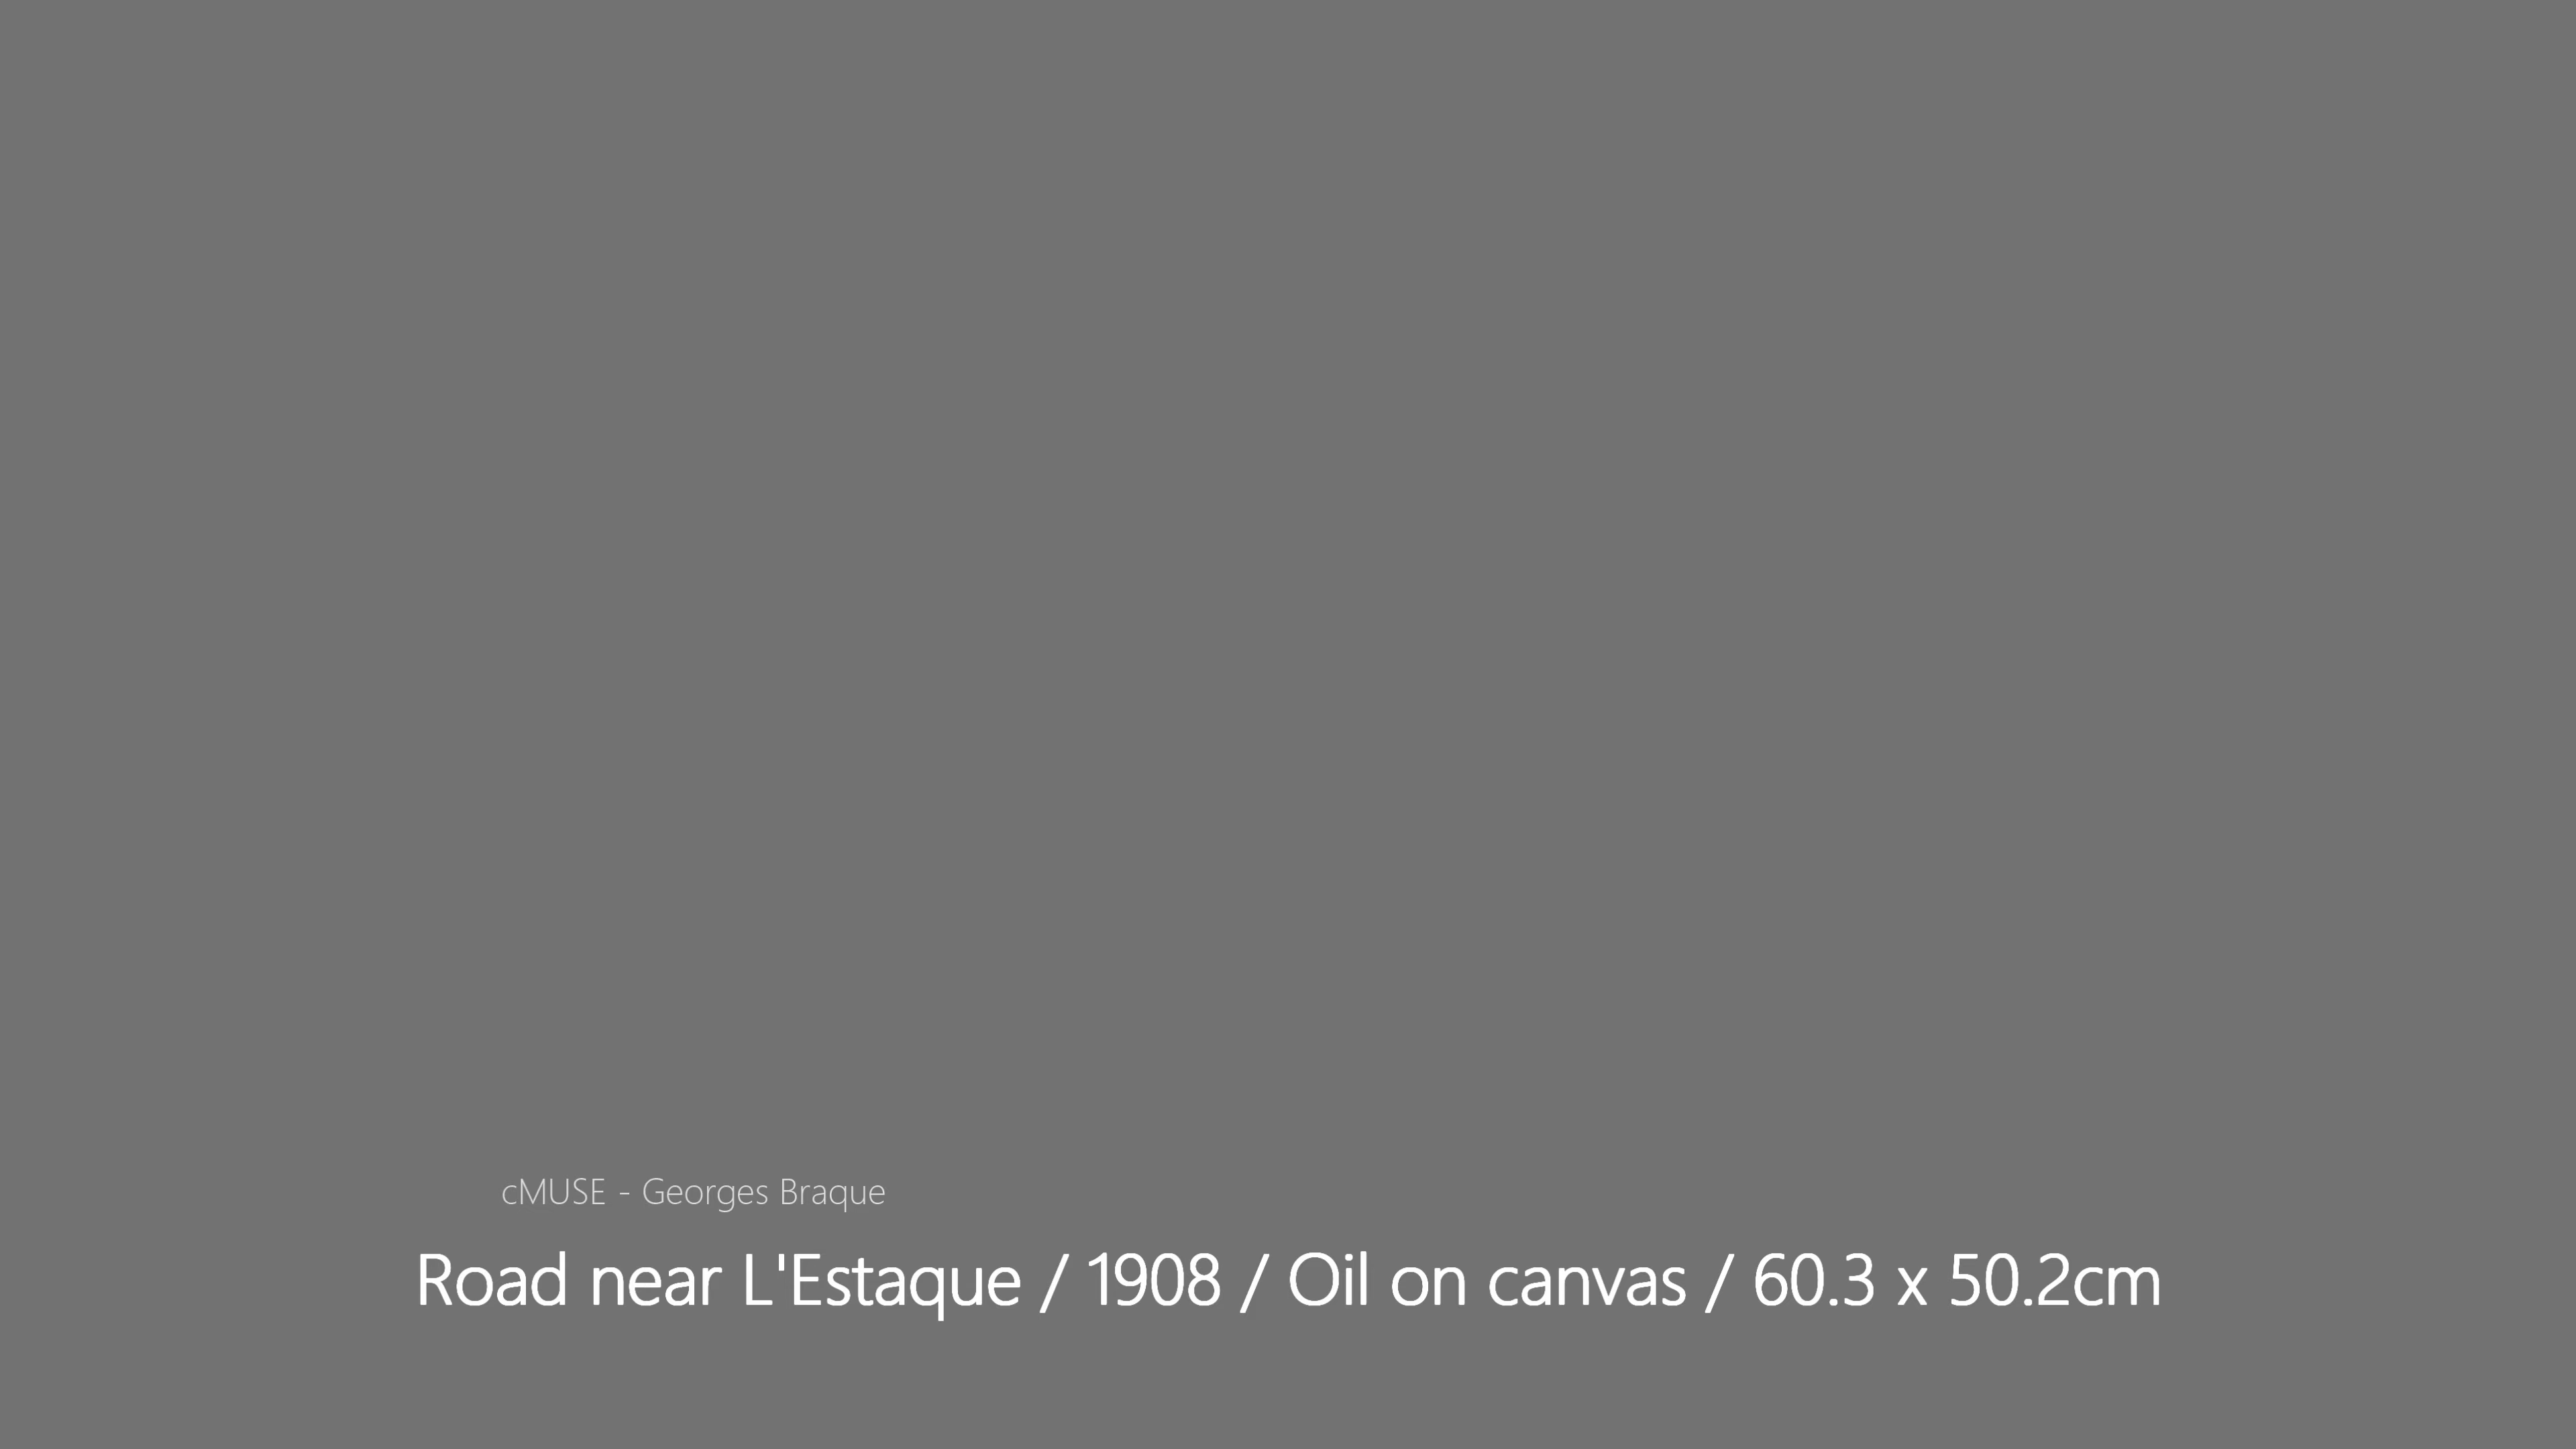 cMUSE - Georges Braque
Road near L'Estaque / 1908 / Oil on canvas / 60.3 x 50.2cm